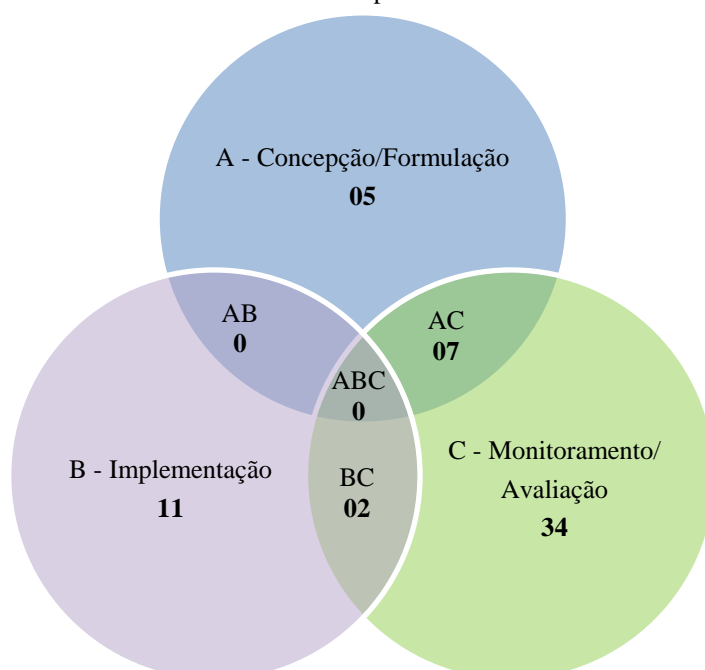 A - Concepção/Formulação
05
AB
0
AC
07
ABC
0
B - Implementação
11
BC
02
C - Monitoramento/
Avaliação
34